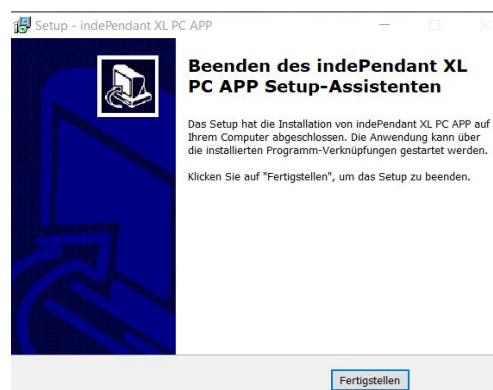 Setup - indePendant XL PC APP
Beenden des indePendant XL
PC APP Setup-Assistenten
Das Setup hat die Installation von indePendant XL PC APP auf
Ihrem Computer abgeschlossen. Die Anwendung kann über
die installierten Programm-Verknüpfungen gestartet werden.
Klicken Sie auf "Fertigstellen", um das Setup zu beenden.
Fertigstellen